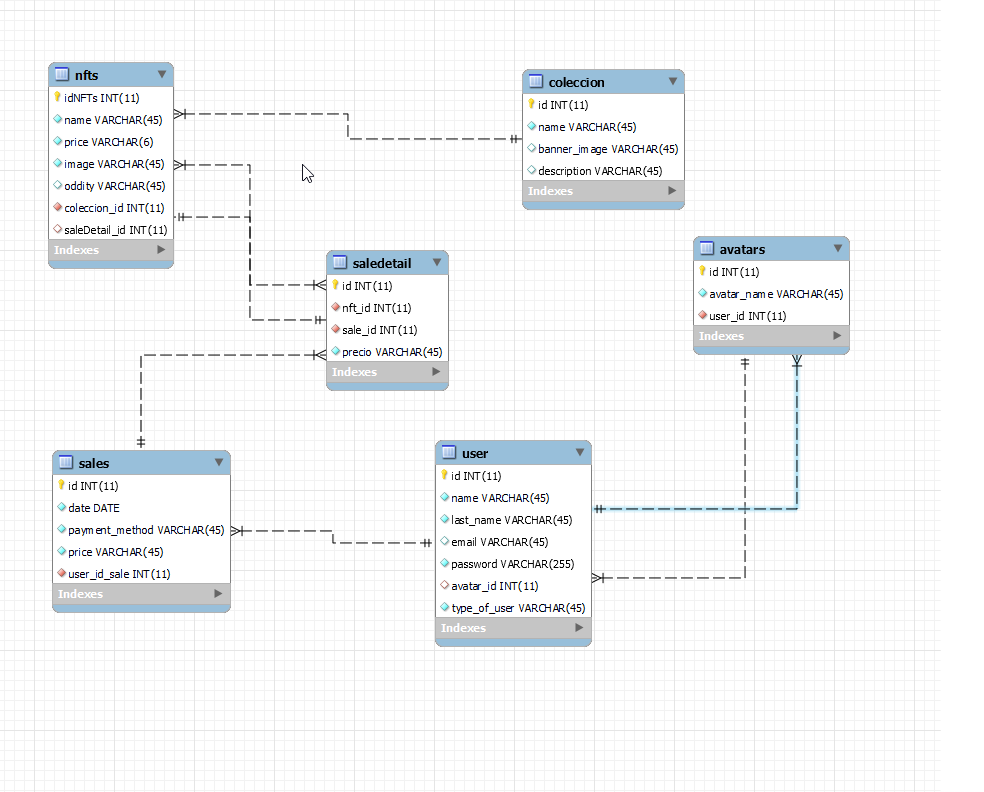 nfts
idNFTs INT(11)
name VARCHAR(45)
price VARCHAR(6)
image VARCHAR(45)
oddity VARCHAR(45)
coleccion_id INT(11)
saleDetail_id INT(11)
Indexes
coleccion
id INT(11)
name VARCHAR(45)
banner_image VARCHAR(45)
description VARCHAR(45)
Indexes
saledetail
id INT(11)
nft_id INT(11)
sale_id INT(11)
precio VARCHAR(45)
Indexes
avatars
id INT(11)
avatar_name VARCHAR(45)
user_id INT(11)
Indexes
sales
id INT(11)
date DATE
payment_method VARCHAR(45)
price VARCHAR(45)
user_id_sale INT(11)
Indexes
user
id INT(11)
name VARCHAR(45)
last_name VARCHAR(45)
email VARCHAR(45)
password VARCHAR(255)
avatar_id INT(11)
type_of_user VARCHAR(45)
Indexes